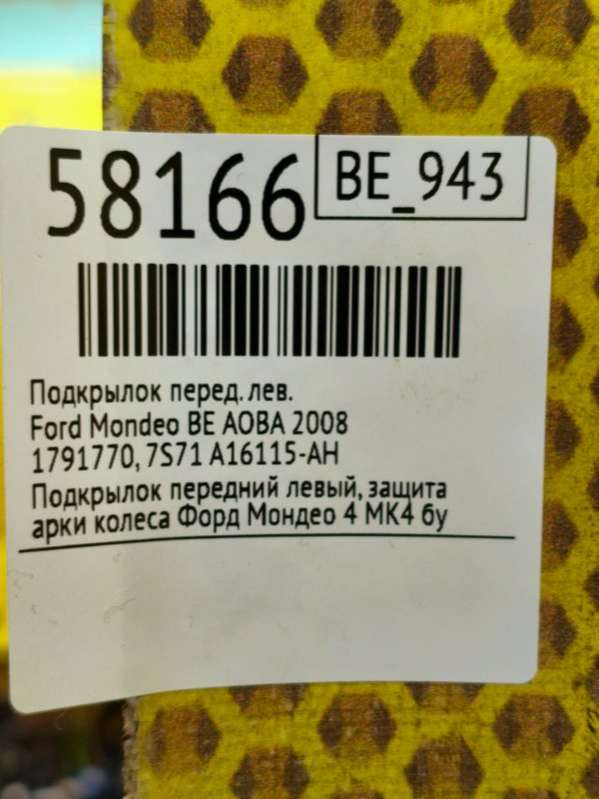 58166
BE_943
Подкрылок перед. лев.
Ford Mondeo BE AOBA 2008
1791770, 7S71 A16115-AH
Подкрылок передний левый, защита
арки колеса Форд Мондео 4 МК4 бу